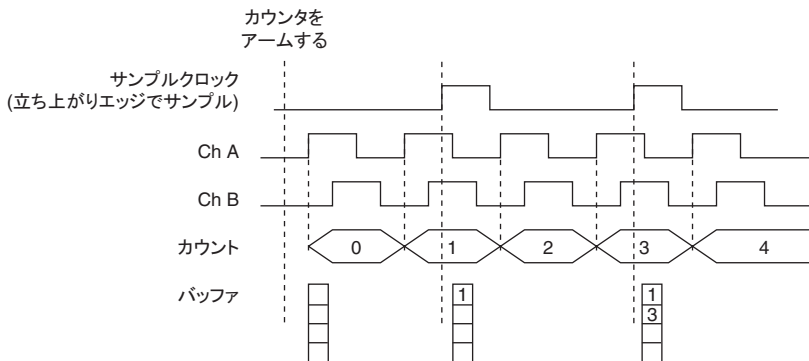 カウンタを
アームする
サンプルクロック
(立ち上がりエッジでサンプル)
Ch A
Ch B
カウント
0 1 2 3 4
バッファ
1 1
3